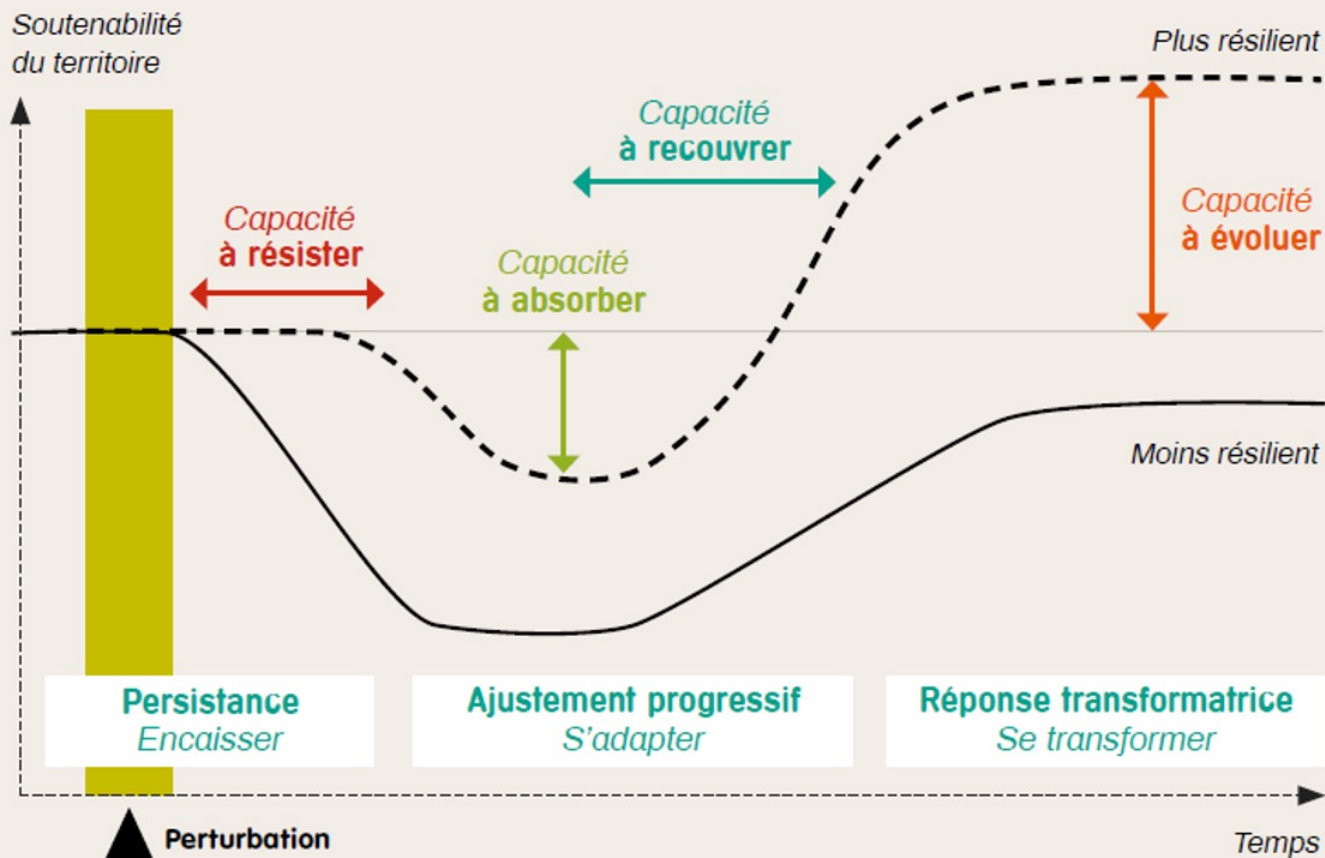 Soutenabilité
du territoire
Plus résilient
Capacité
à recouvrer
Capacité
à résister
Capacité
à évoluer
Capacité
à absorber
Moins résilient
Persistance
Encaisser
Ajustement progressif
S'adapter
Réponse transformatrice
Se transformer
Perturbation
Temps